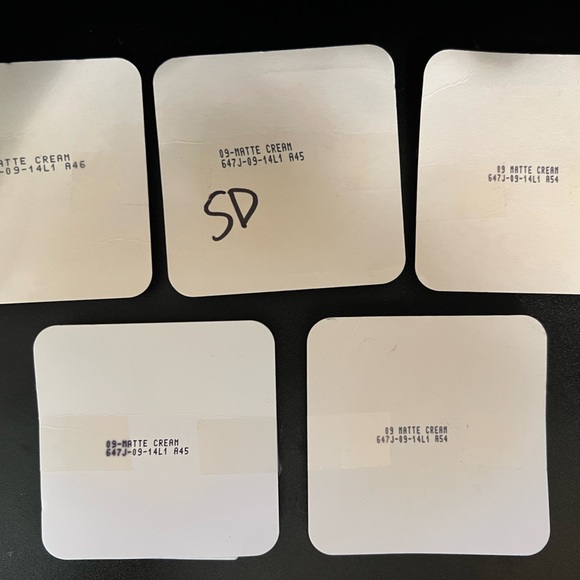 ATTE CREAM
-09-14L1 A46
09-MATTE CREAM
647J-09-14L1 A45
SD
09 MATTE CREAM
647J-09-14L1 A54
09-MATTE CREAM
647J-09-14L1 A45
09 MATTE CREAM
647J-09-14L1 A54